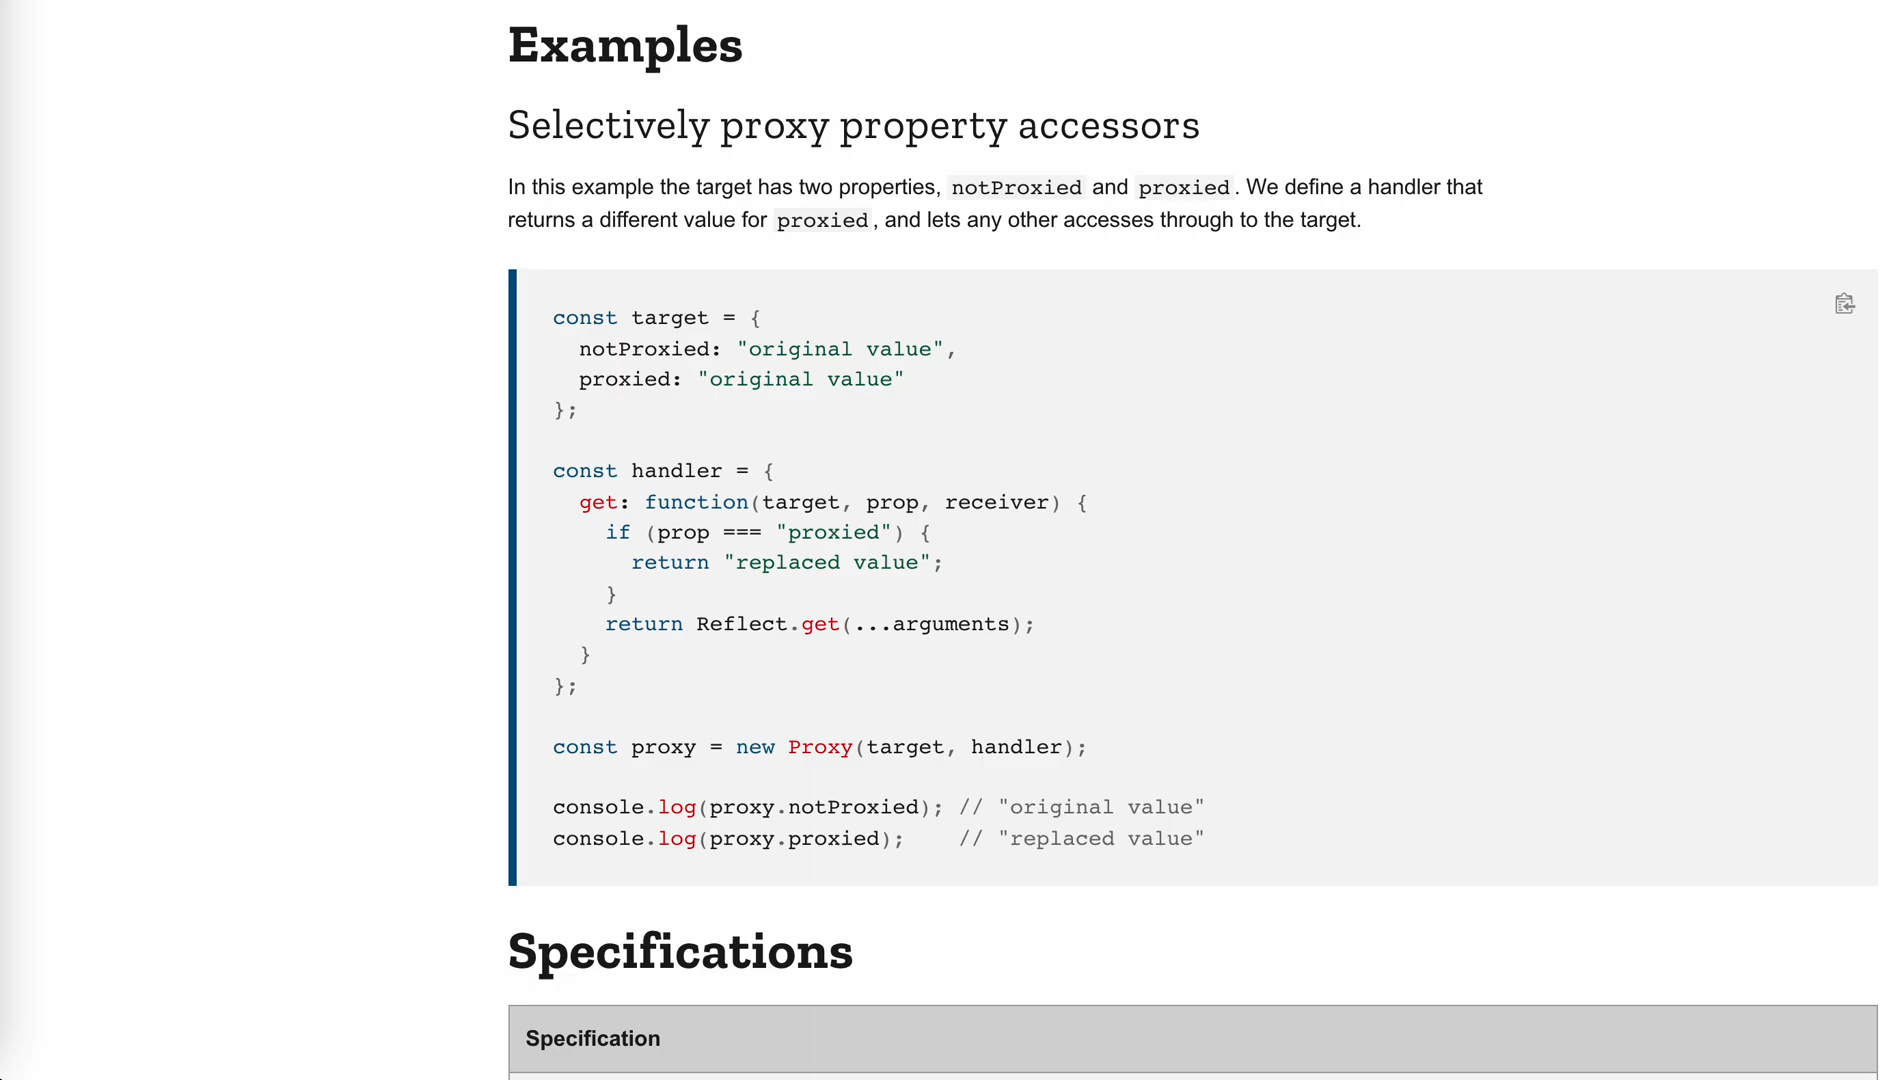 Examples
Selectively proxy property accessors
In this example the target has two properties, notProxied and proxied. We define a handler that
returns a different value for proxied, and lets any other accesses through to the target.
const target = {
  notProxied: "original value",
  proxied: "original value"
};
const handler = {
  get: function(target, prop, receiver) {
    if (prop === "proxied") {
      return "replaced value";
    }
    return Reflect.get(...arguments);
  }
};
const proxy = new Proxy(target, handler);
console.log(proxy.notProxied); // "original value"
console.log(proxy.proxied);    // "replaced value"
Specifications
Specification